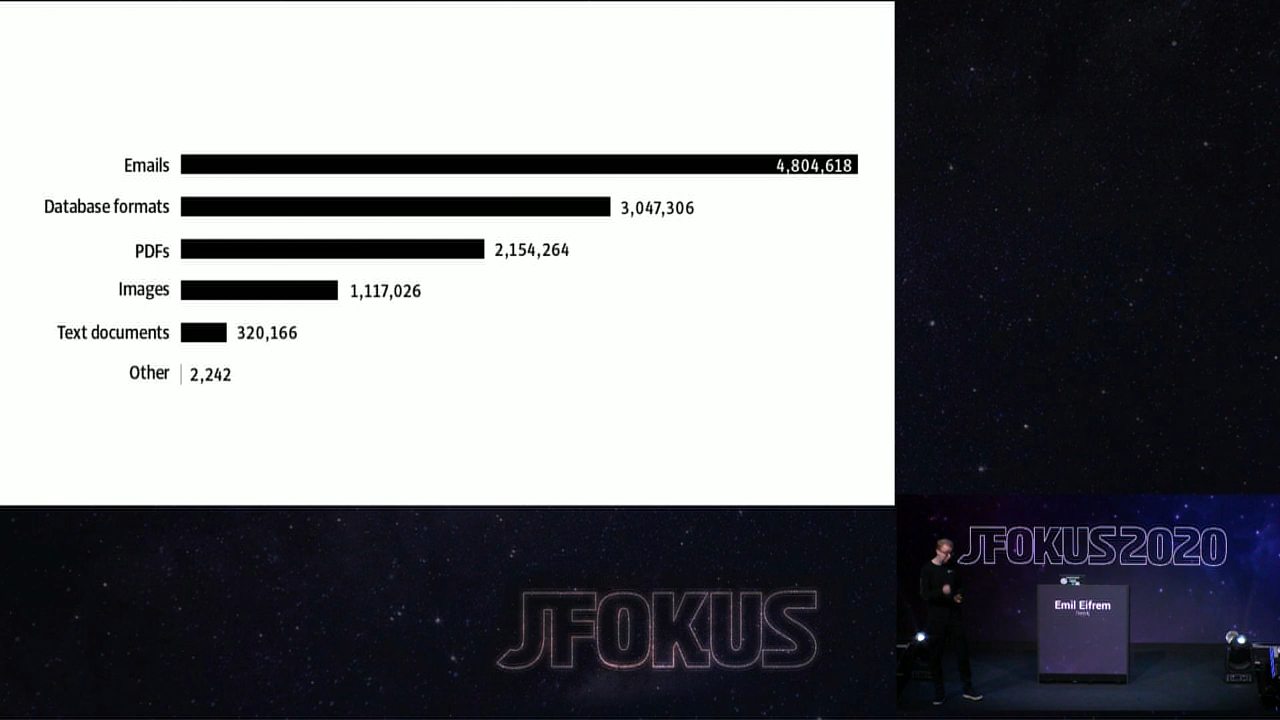 Emails 4,804,618
Database formats 3,047,306
PDFs 2,154,264
Images 1,117,026
Text documents 320,166
Other 2,242
JFOKUS
JFOKUS2020
Emil Eifrem